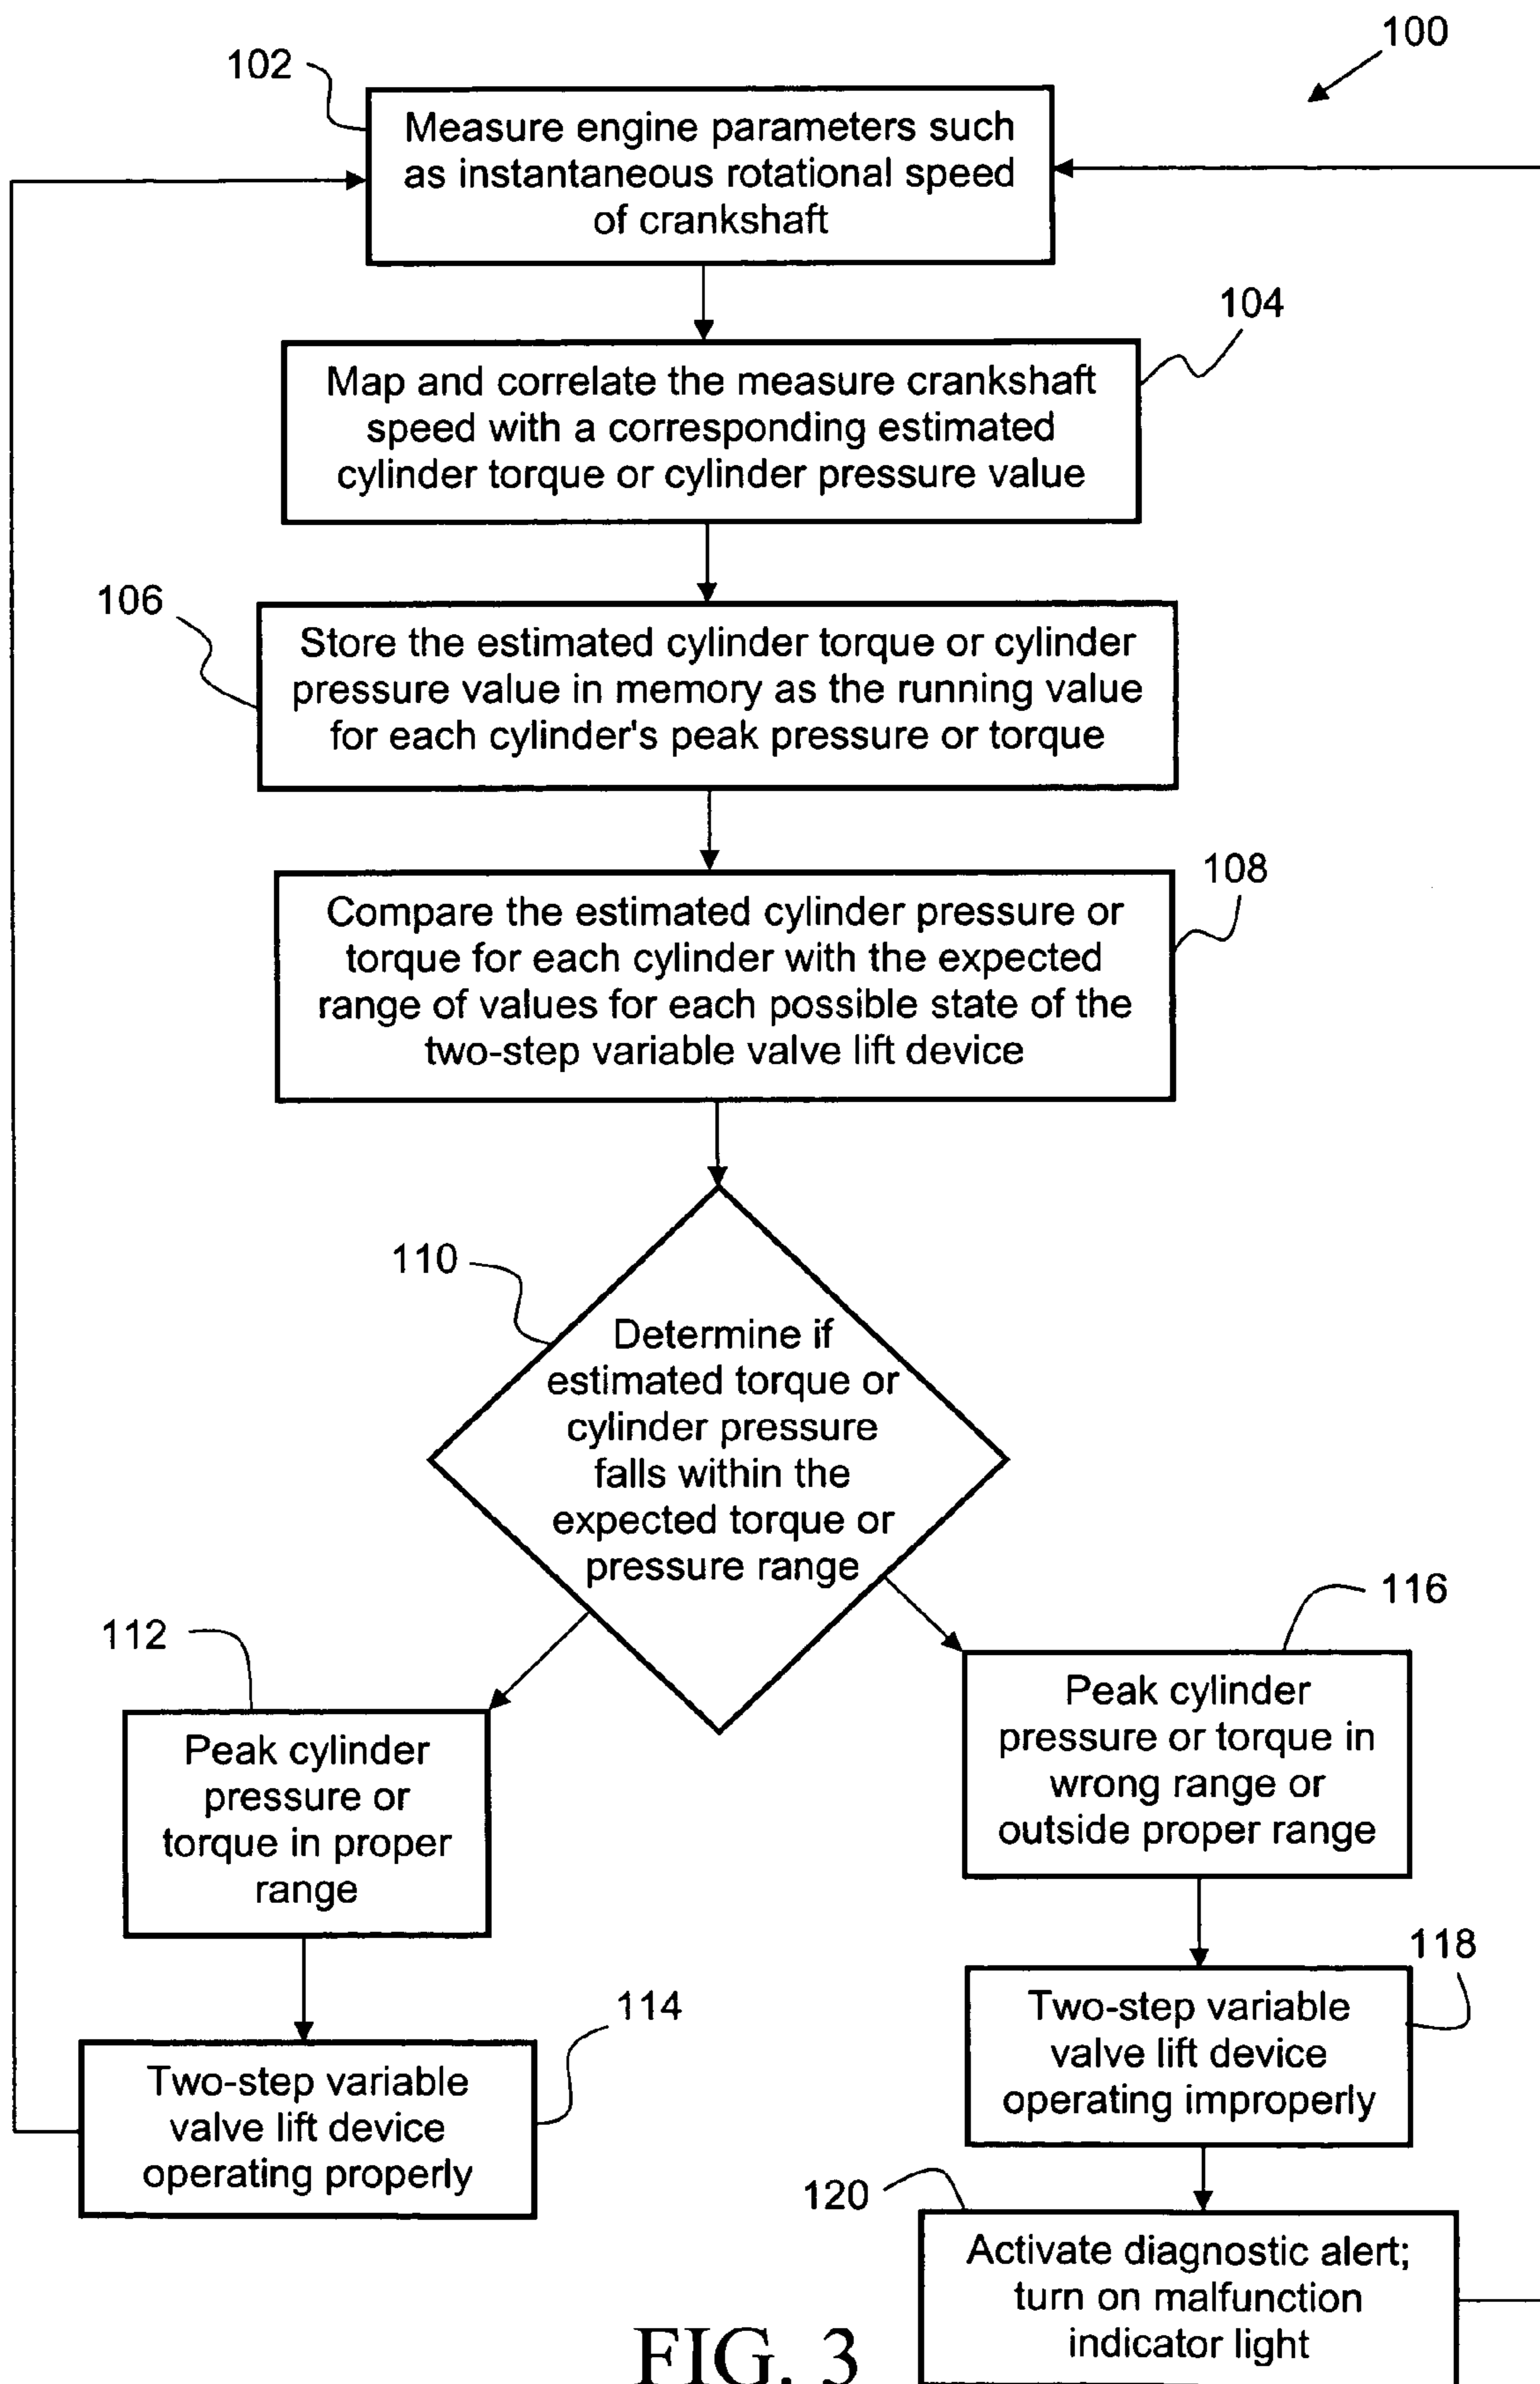 100
102
Measure engine parameters such
as instantaneous rotational speed
of crankshaft
104
Map and correlate the measure crankshaft
speed with a corresponding estimated
cylinder torque or cylinder pressure value
106
Store the estimated cylinder torque or cylinder
pressure value in memory as the running value
for each cylinder's peak pressure or torque
108
Compare the estimated cylinder pressure or
torque for each cylinder with the expected
range of values for each possible state of the
two-step variable valve lift device
110
Determine if
estimated torque or
cylinder pressure
falls within the
expected torque or
pressure range
112
Peak cylinder
pressure or
torque in proper
range
114
Two-step variable
valve lift device
operating properly
116
Peak cylinder
pressure or torque in
wrong range or
outside proper range
118
Two-step variable
valve lift device
operating improperly
120
Activate diagnostic alert;
turn on malfunction
indicator light
FIG. 3